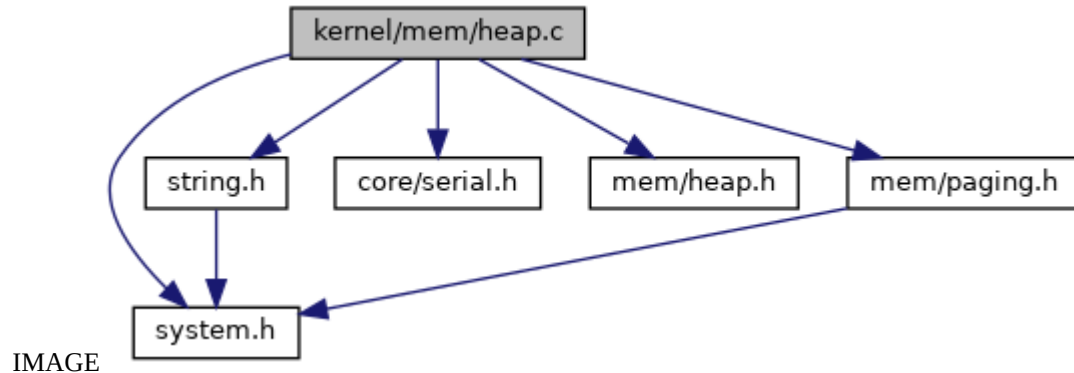 kernel/mem/heap.c
string.h
core/serial.h
mem/heap.h
mem/paging.h
system.h
IMAGE